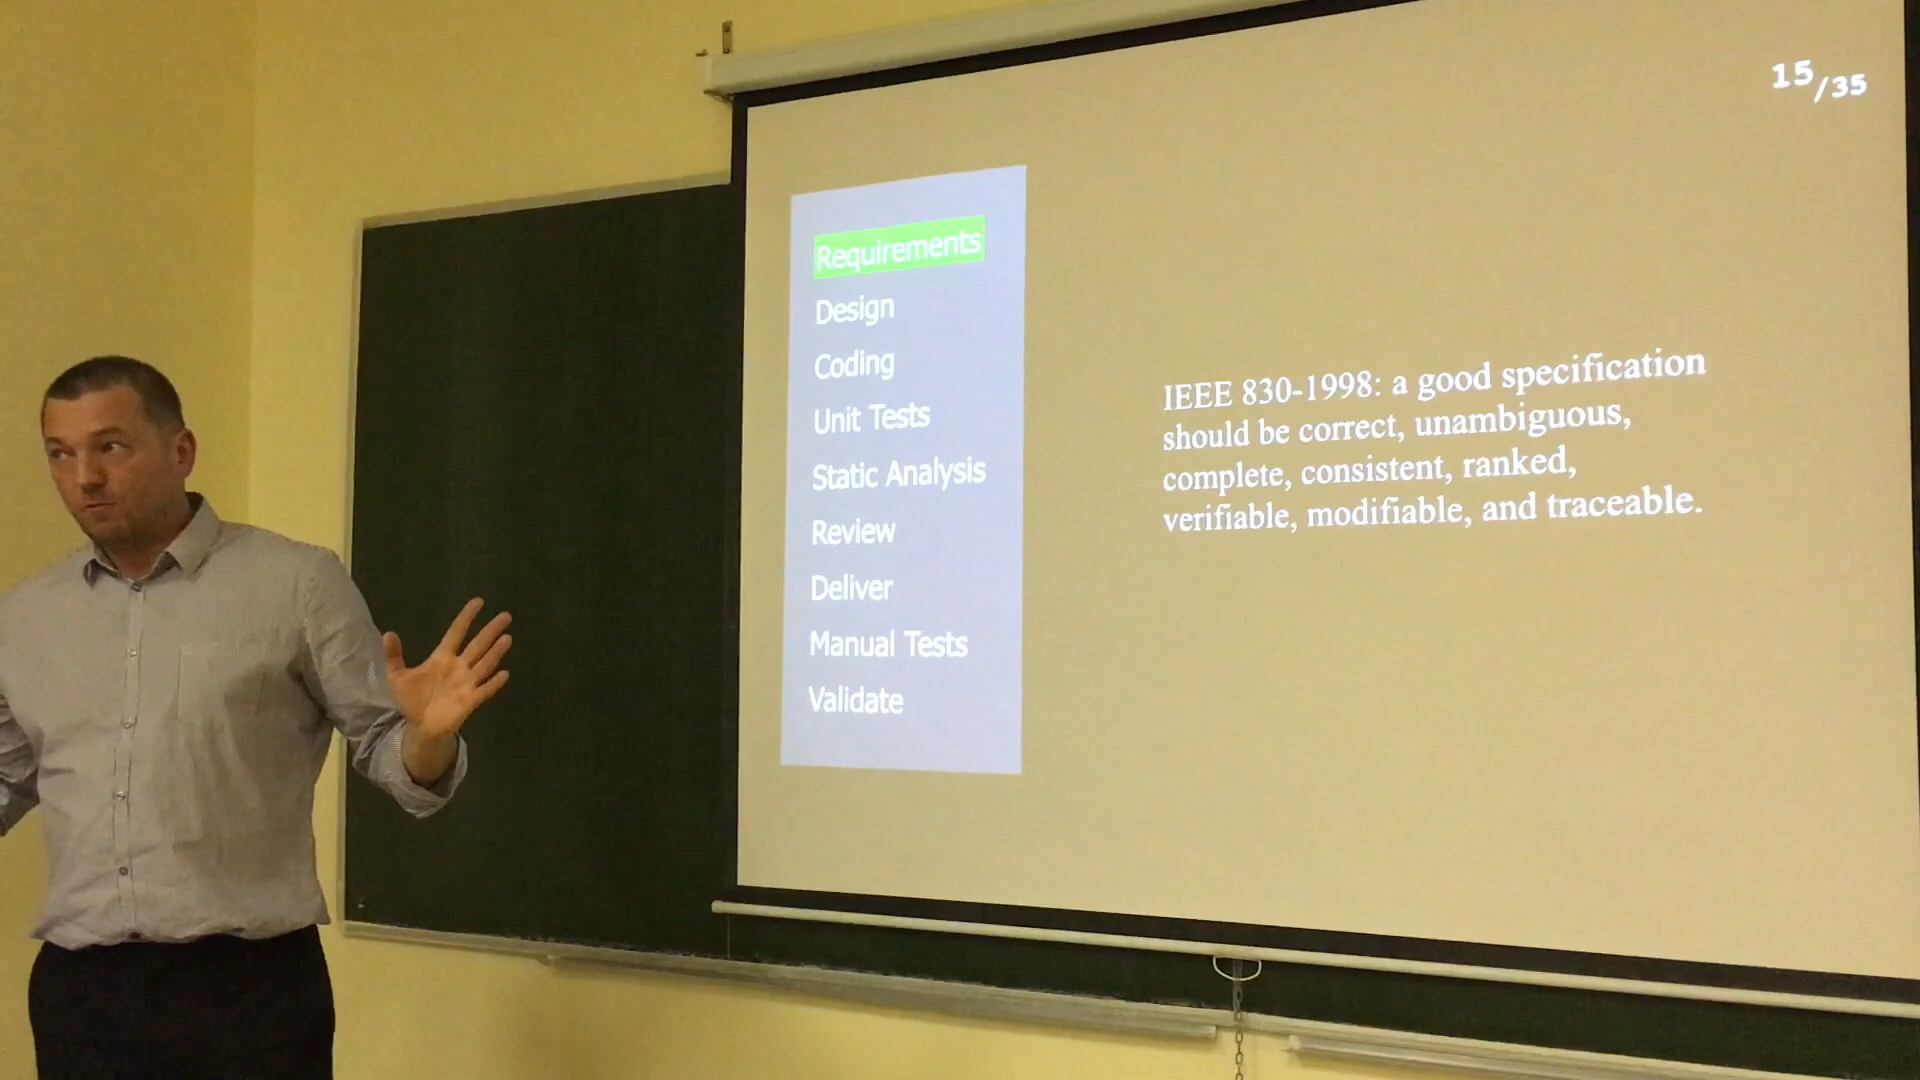 15/35
Requirements
Design
Coding
Unit Tests
Static Analysis
Review
Deliver
Manual Tests
Validate
IEEE 830-1998: a good specification
should be correct, unambiguous,
complete, consistent, ranked,
verifiable, modifiable, and traceable.